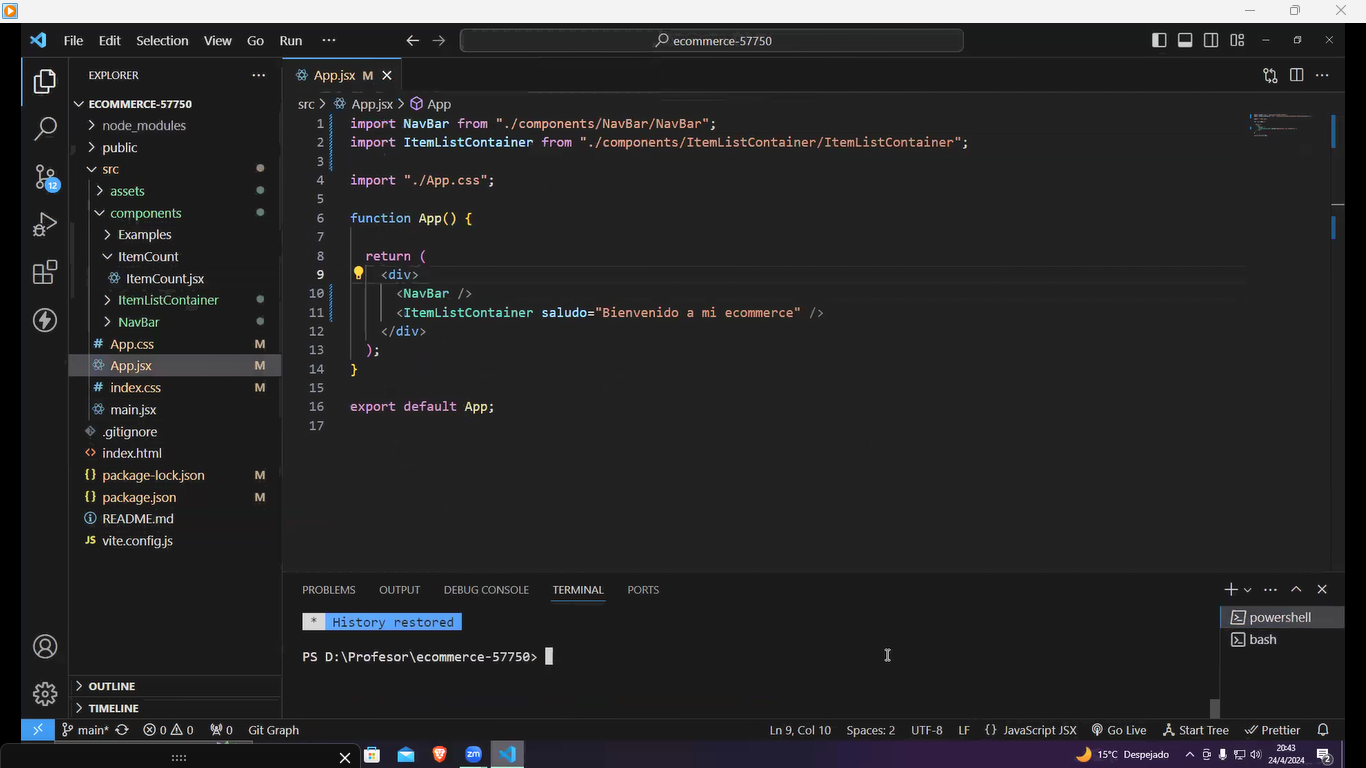 File Edit Selection View Go Run ecommerce-57750
EXPLORER
ECOMMERCE-57750
node_modules
public
src
assets
components
Examples
ItemCount
ItemCount.jsx
ItemListContainer
NavBar
App.css M
App.jsx M
index.css M
main.jsx
.gitignore
index.html
package-lock.json M
package.json M
README.md
vite.config.js
OUTLINE
TIMELINE
12
App.jsx M
src > App.jsx > App
1 import NavBar from "./components/NavBar/NavBar";
2 import ItemListContainer from "./components/ItemListContainer/ItemListContainer";
3
4 import "./App.css";
5
6 function App() {
7
8 return (
9 <div>
10 <NavBar />
11 <ItemListContainer saludo="Bienvenido a mi ecommerce" />
12 </div>
13 );
14 }
15
16 export default App;
17
PROBLEMS OUTPUT DEBUG CONSOLE TERMINAL PORTS
* History restored
PS D:\Profesor\ecommerce-57750>
powershell
bash
main* 0 0 0 Git Graph Ln 9, Col 10 Spaces: 2 UTF-8 LF {} JavaScript JSX Go Live Start Tree Prettier
zm 15°C Despejado 20:43
24/4/2024 2